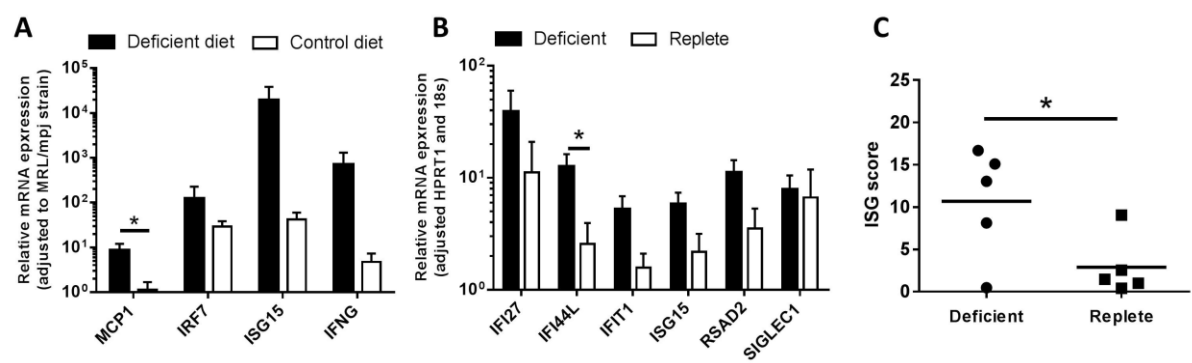 A
Deficient diet Control diet
Relative mRNA epxression
(adjusted to MRL/mpj strain)
10^5
10^4
10^3
10^2
10^1
10^0
*
MCP1 IRF7 ISG15 IFNG
B
Deficient Replete
Relative mRNA epxression
(adjusted HPRT1 and 18s)
10^2
10^1
10^0
*
IFI27 IFI44L IFIT1 ISG15 RSAD2 SIGLEC1
C
ISG score
25
20
15
10
5
0
*
Deficient Replete